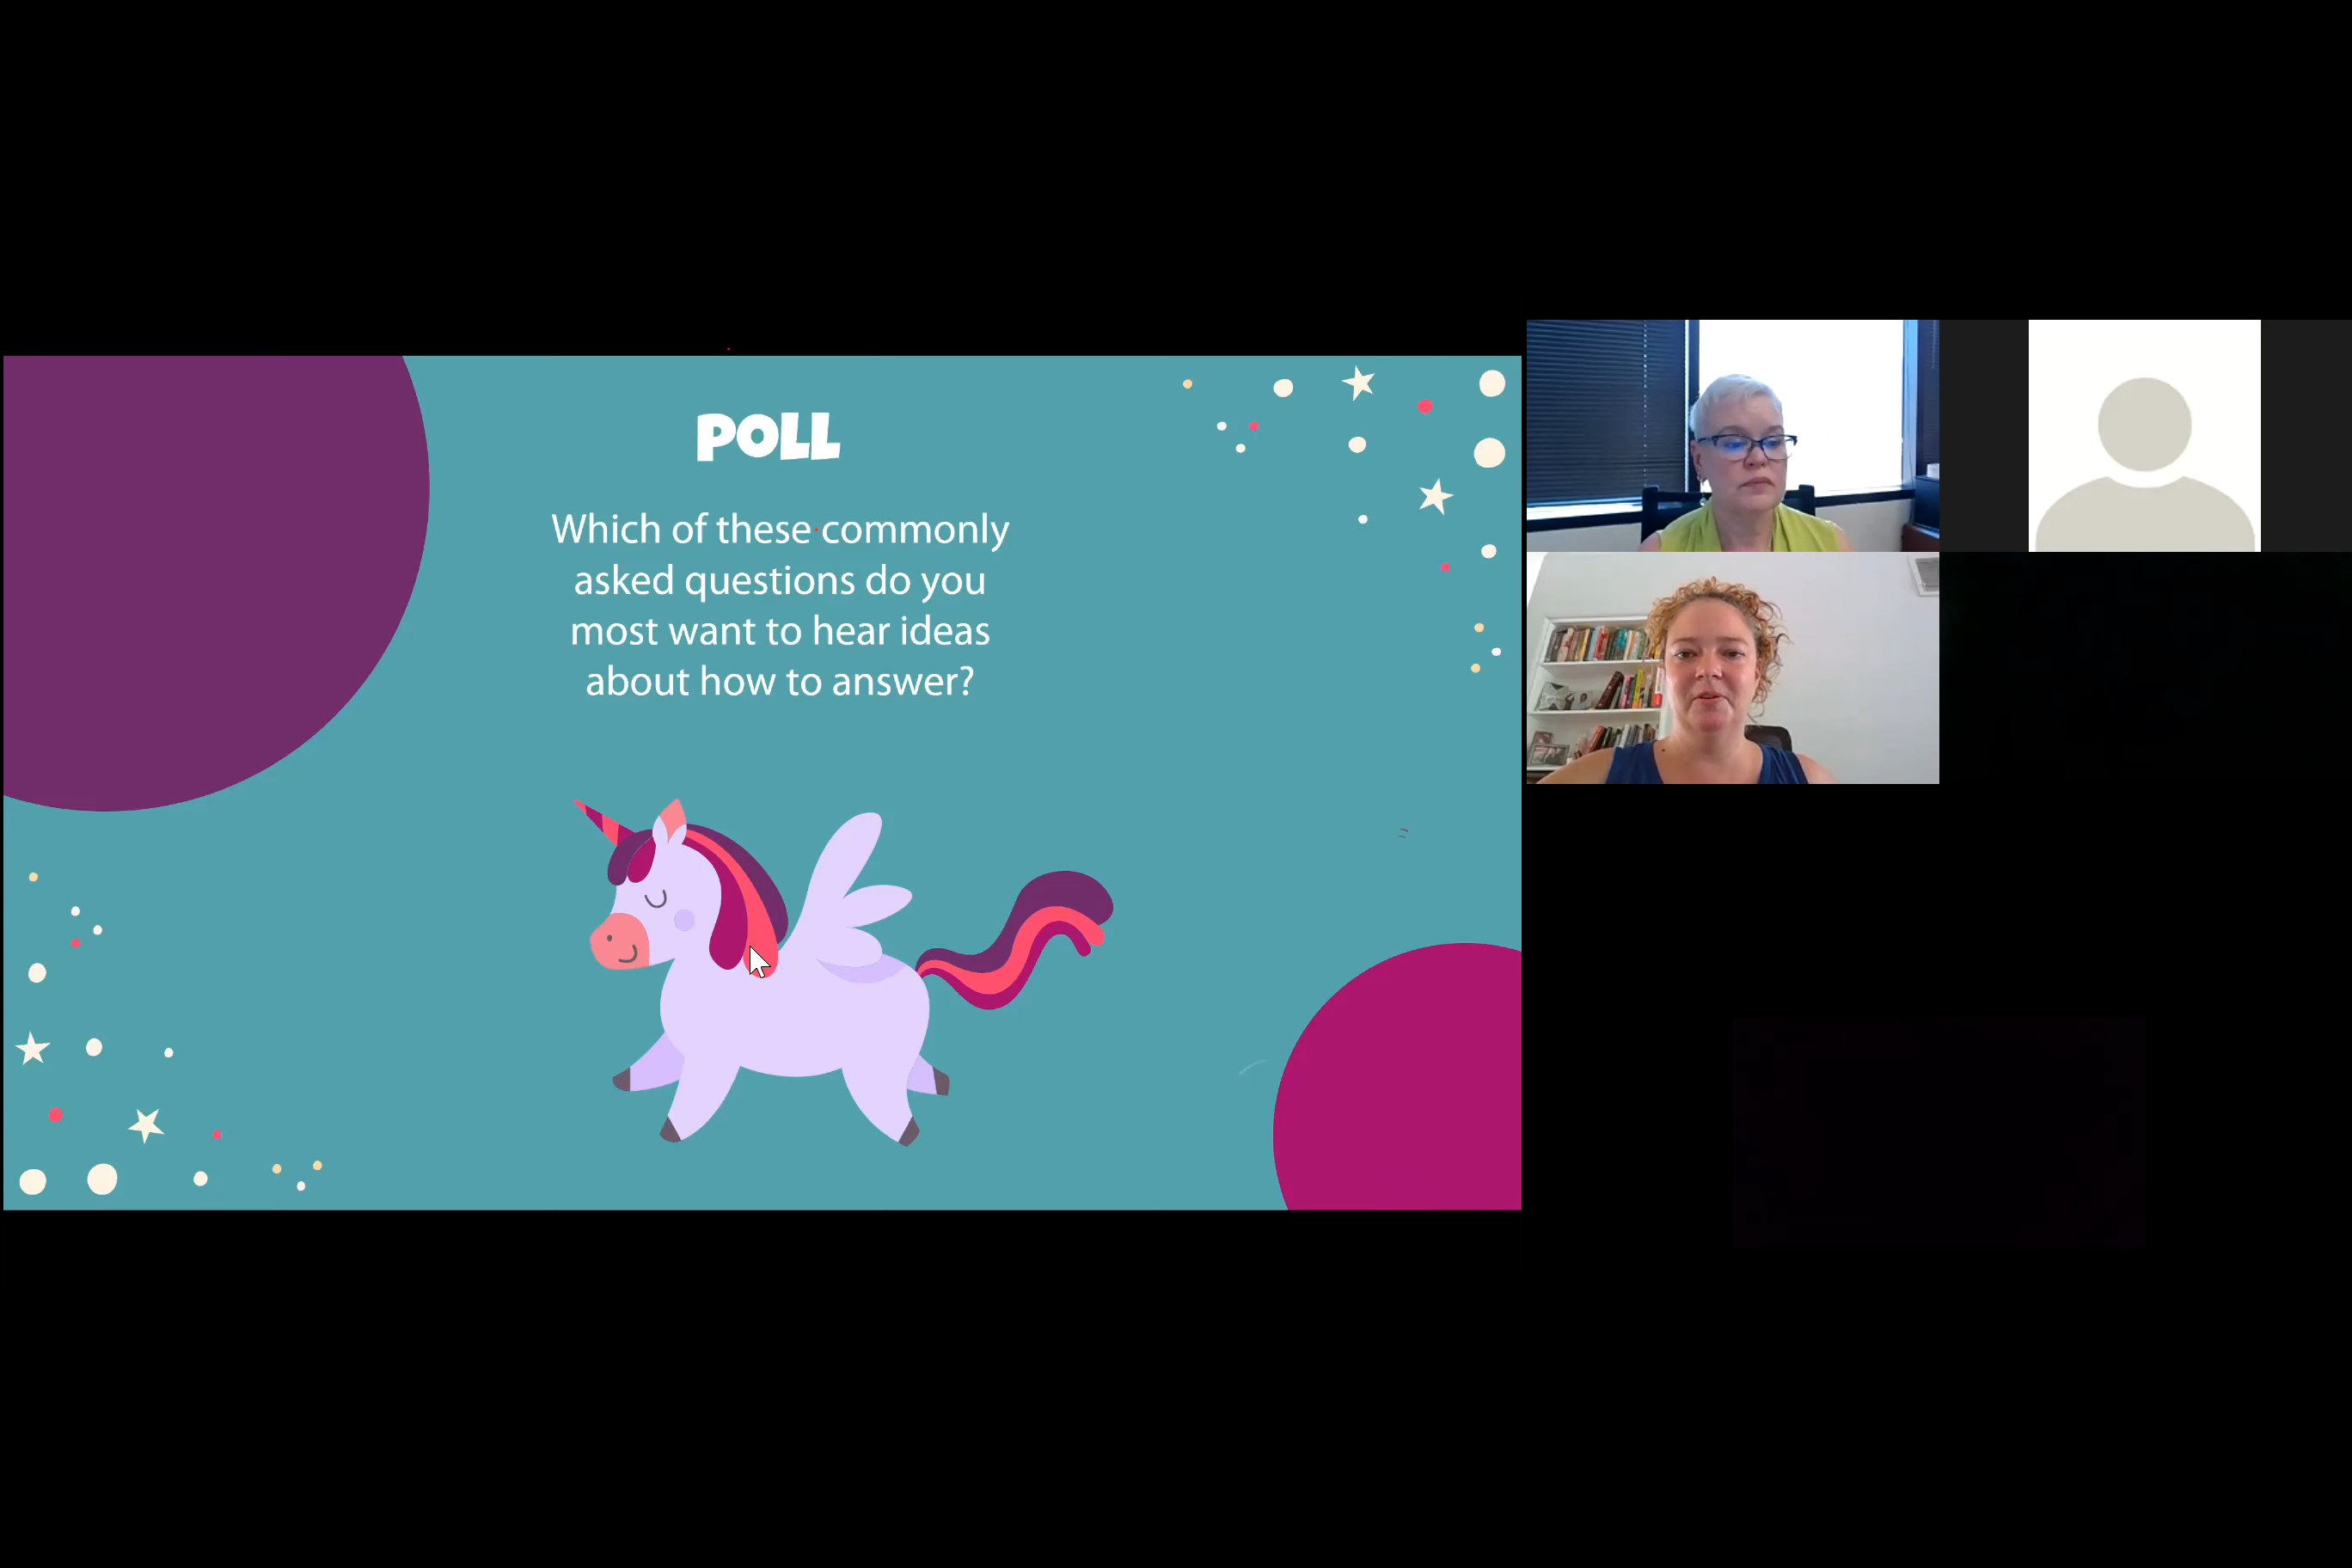 POLL
Which of these commonly
asked questions do you
most want to hear ideas
about how to answer?